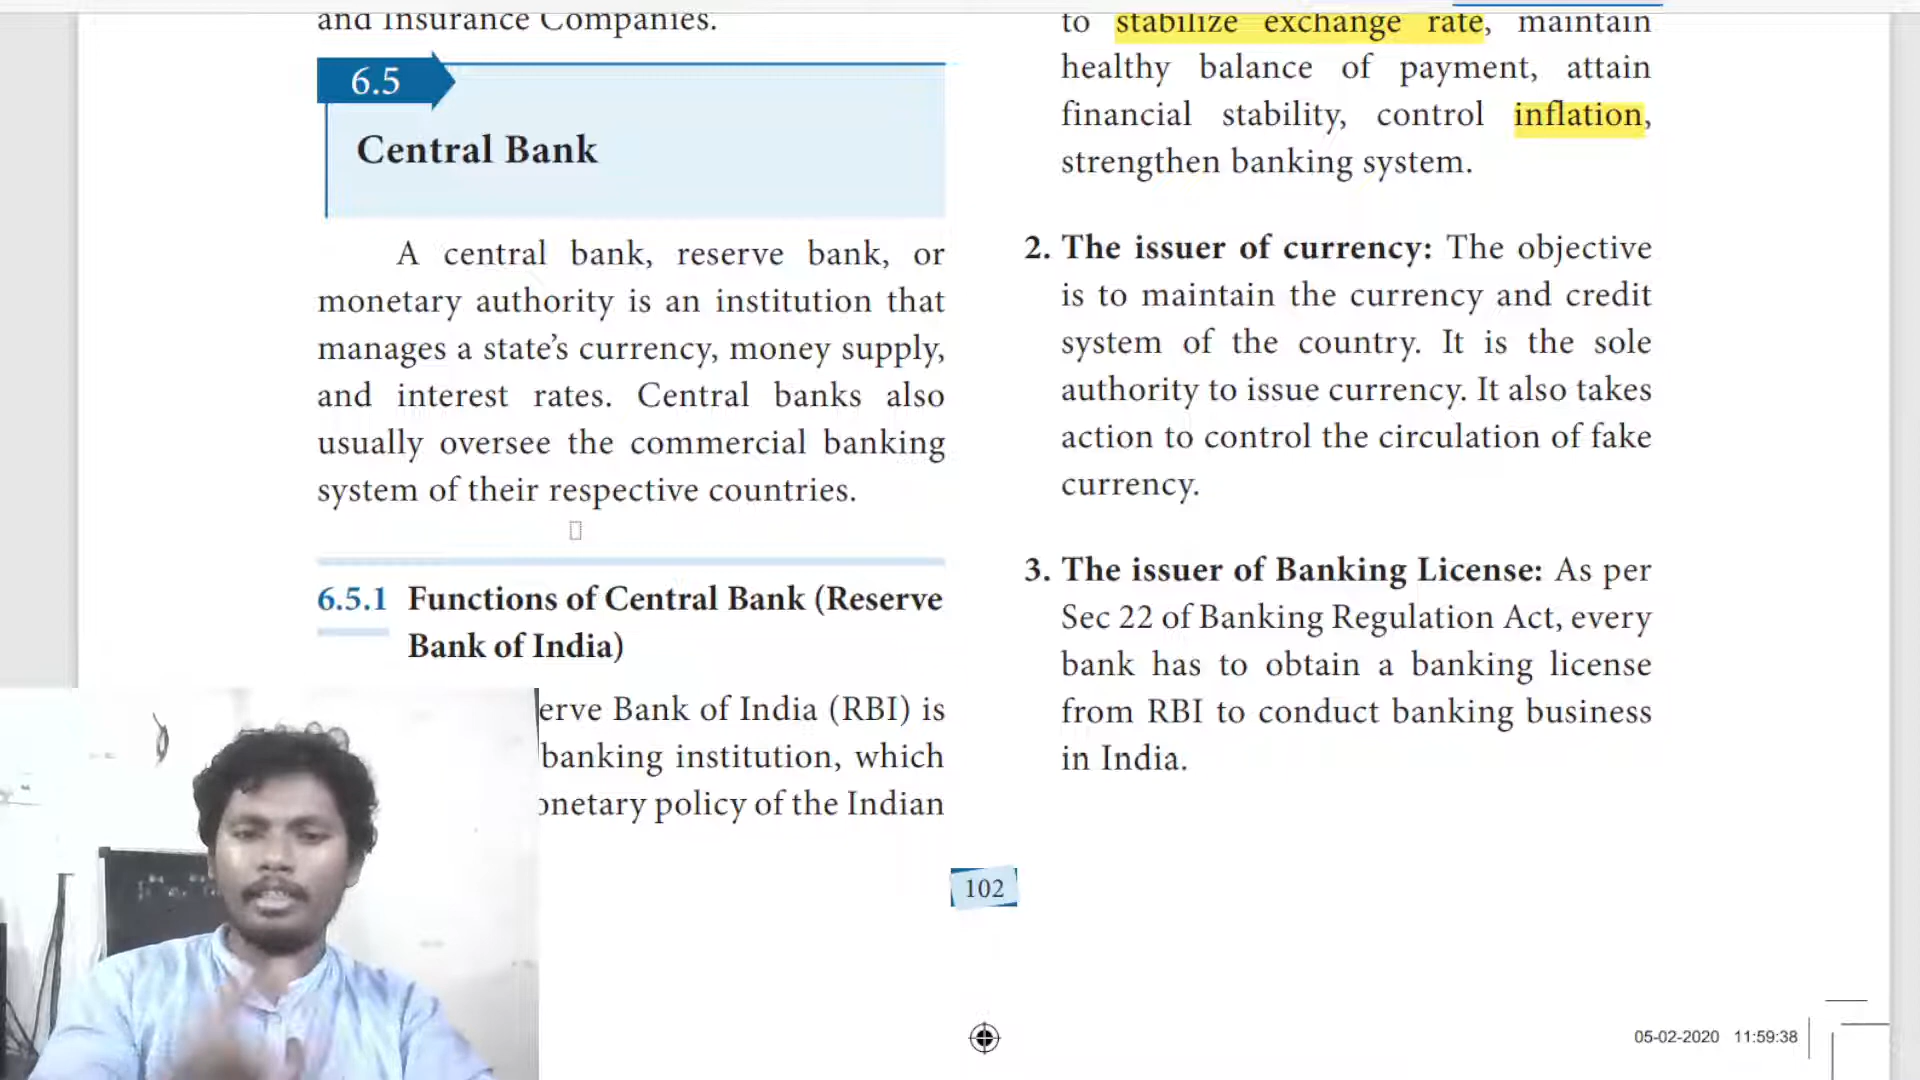 and Insurance Companies.
6.5
Central Bank
A central bank, reserve bank, or
monetary authority is an institution that
manages a state’s currency, money supply,
and interest rates. Central banks also
usually oversee the commercial banking
system of their respective countries.
6.5.1 Functions of Central Bank (Reserve
Bank of India)
erve Bank of India (RBI) is
banking institution, which
onetary policy of the Indian
to stabilize exchange rate, maintain
healthy balance of payment, attain
financial stability, control inflation,
strengthen banking system.
2. The issuer of currency: The objective
is to maintain the currency and credit
system of the country. It is the sole
authority to issue currency. It also takes
action to control the circulation of fake
currency.
3. The issuer of Banking License: As per
Sec 22 of Banking Regulation Act, every
bank has to obtain a banking license
from RBI to conduct banking business
in India.
102
05-02-2020 11:59:38